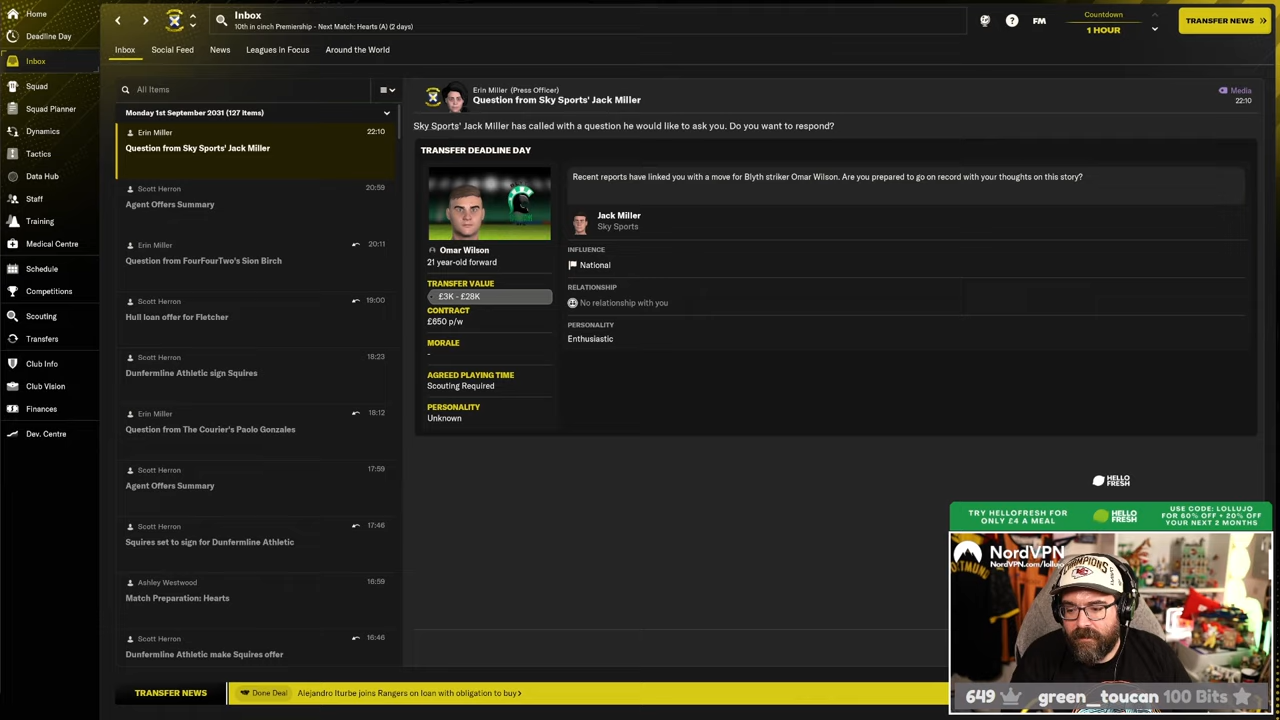 Home
Deadline Day
Inbox
Squad
Squad Planner
Dynamics
Tactics
Data Hub
Staff
Training
Medical Centre
Schedule
Competitions
Scouting
Transfers
Club Info
Club Vision
Finances
Dev. Centre
Inbox
10th in cinch Premiership - Next Match: Hearts (A) (2 days)
FM
Countdown
1 HOUR
TRANSFER NEWS
Inbox
Social Feed
News
Leagues in Focus
Around the World
All Items
Monday 1st September 2031 (127 items)
Erin Miller
22:10
Question from Sky Sports' Jack Miller
Scott Herron
20:59
Agent Offers Summary
Erin Miller
20:11
Question from FourFourTwo's Sion Birch
Scott Herron
19:00
Hull loan offer for Fletcher
Scott Herron
18:23
Dunfermline Athletic sign Squires
Erin Miller
18:12
Question from The Courier's Paolo Gonzales
Scott Herron
17:59
Agent Offers Summary
Scott Herron
17:46
Squires set to sign for Dunfermline Athletic
Ashley Westwood
16:59
Match Preparation: Hearts
Scott Herron
16:46
Dunfermline Athletic make Squires offer
Erin Miller (Press Officer)
Question from Sky Sports' Jack Miller
Media
22:10
Sky Sports' Jack Miller has called with a question he would like to ask you. Do you want to respond?
TRANSFER DEADLINE DAY
Omar Wilson
21 year-old forward
TRANSFER VALUE
£3K - £28K
CONTRACT
£650 p/w
MORALE
-
AGREED PLAYING TIME
Scouting Required
PERSONALITY
Unknown
Recent reports have linked you with a move for Blyth striker Omar Wilson. Are you prepared to go on record with your thoughts on this story?
Jack Miller
Sky Sports
INFLUENCE
National
RELATIONSHIP
No relationship with you
PERSONALITY
Enthusiastic
HELLO
FRESH
TRY HELLOFRESH FOR
ONLY £4 A MEAL
HELLO
FRESH
USE CODE: LOLLUJO
FOR 60% OFF + 20% OFF
YOUR NEXT 2 MONTHS
NordVPN
NordVPN.com/lollujo
CHAMPIONS
649
green_toucan 100 Bits
TRANSFER NEWS
Done Deal
Alejandro Iturbe joins Rangers on loan with obligation to buy>